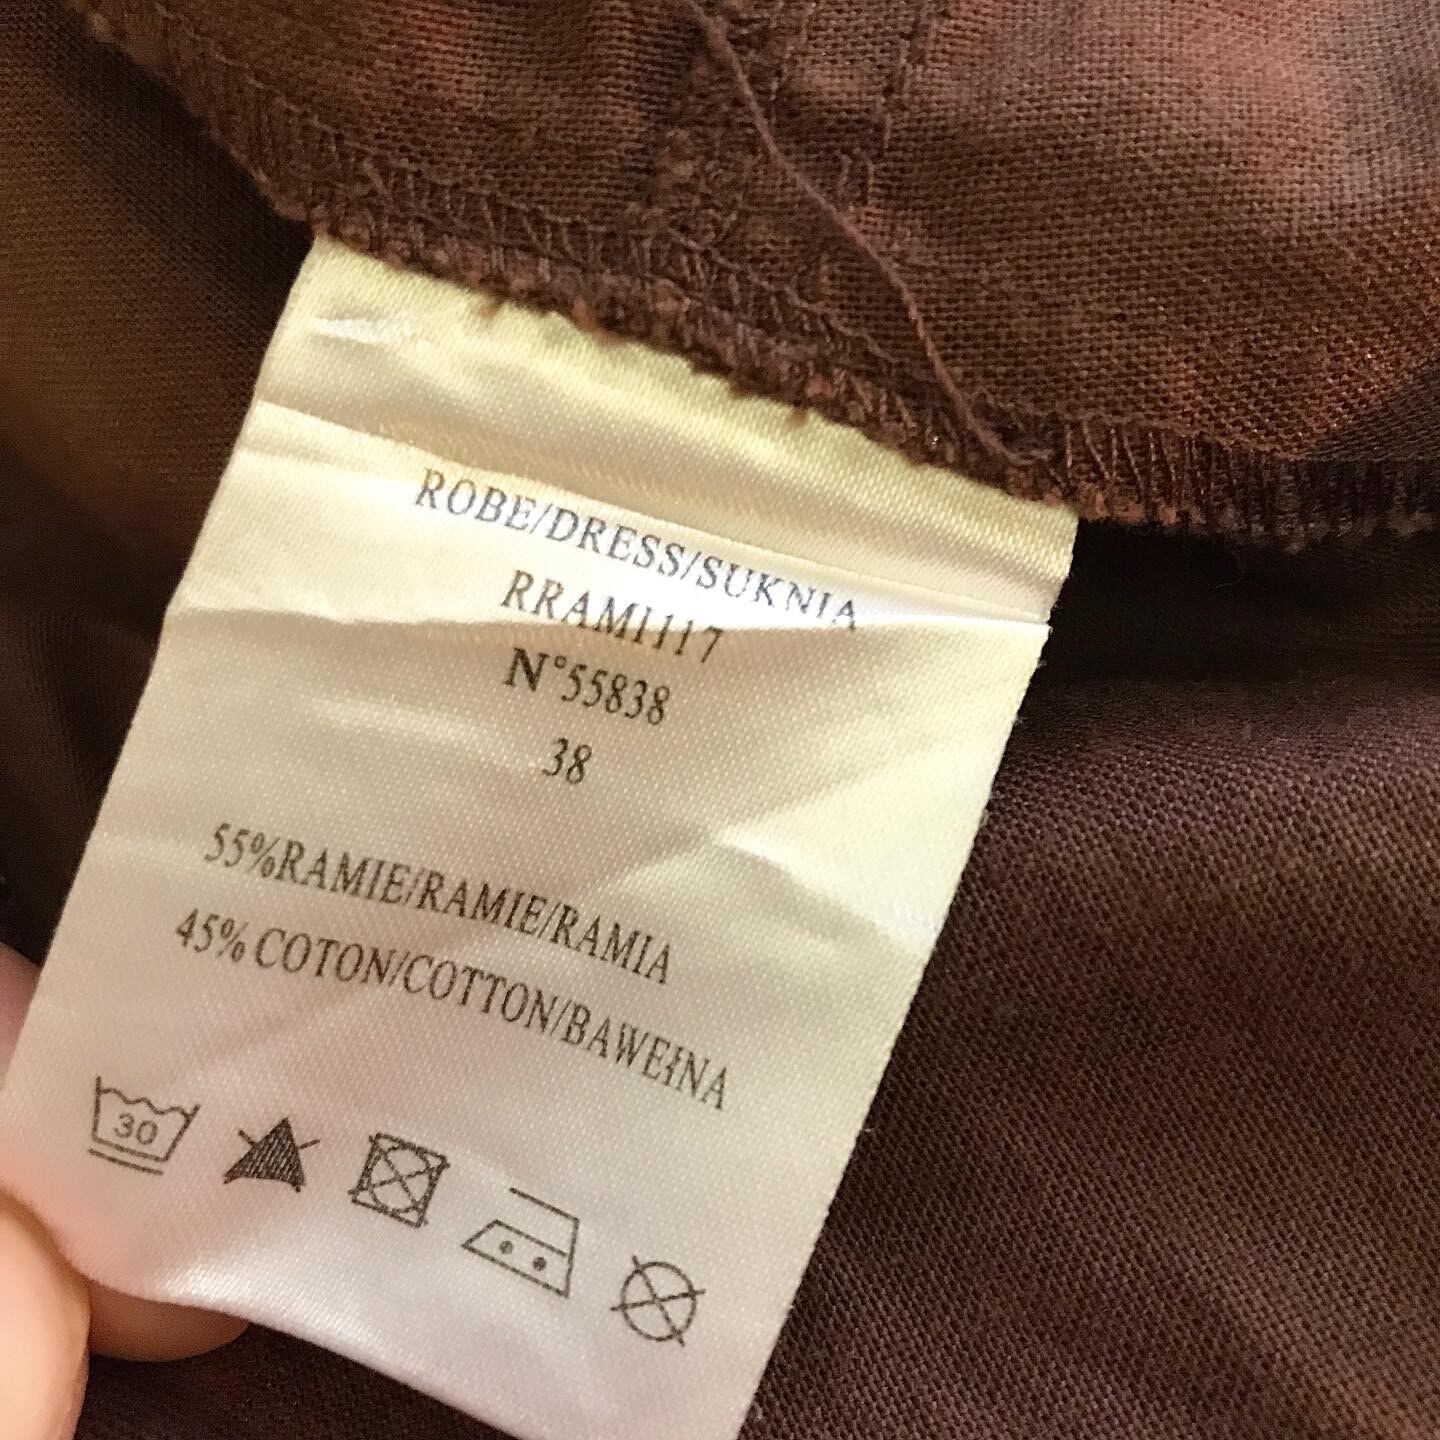 ROBE/DRESS/SUKNIA
RRAM1117
N°55838
38
55%RAMIE/RAMIE/RAMIA
45% COTON/COTTON/BAWEłNA
30